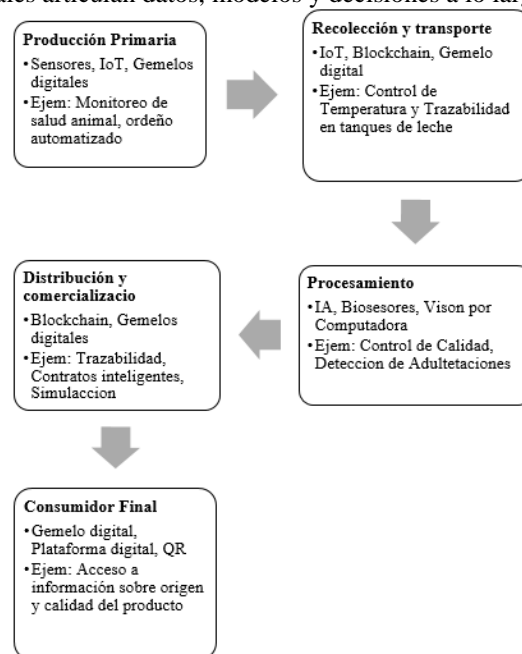 ales articulan datos, modelos y decisiones a lo larg
Producción Primaria
•Sensores, IoT, Gemelos
digitales
•Ejem: Monitoreo de
salud animal, ordeño
automatizado
Recolección y transporte
•IoT, Blockchain, Gemelo
digital
•Ejem: Control de
Temperatura y Trazabilidad
en tanques de leche
Procesamiento
•IA, Biosesores, Vison por
Computadora
•Ejem: Control de Calidad,
Deteccion de Adultetaciones
Distribución y
comercializacio
•Blockchain, Gemelos
digitales
•Ejem: Trazabilidad,
Contratos inteligentes,
Simulaccion
Consumidor Final
•Gemelo digital,
Plataforma digital, QR
•Ejem: Acceso a
información sobre origen
y calidad del producto